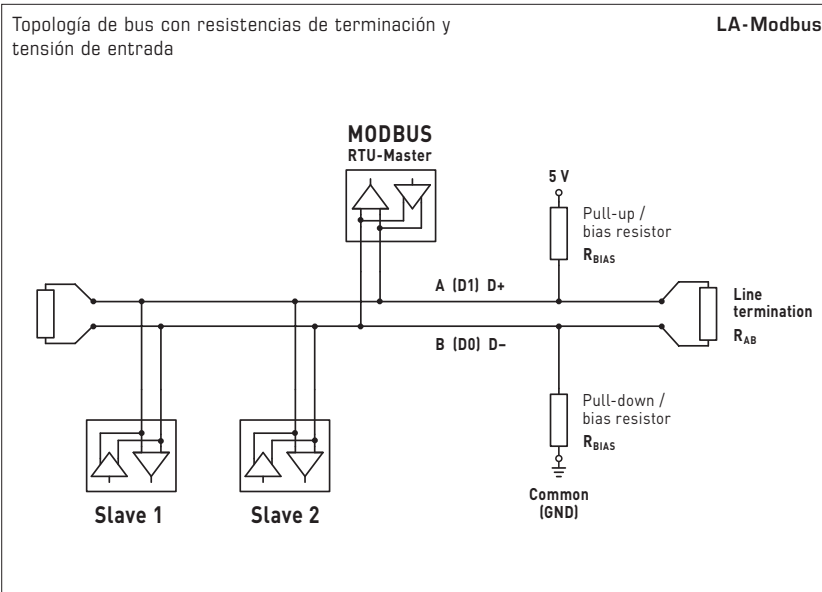 Topología de bus con resistencias de terminación y
tensión de entrada
LA-Modbus
MODBUS
RTU-Master
5 V
Pull-up /
bias resistor
RBIAS
A (D1) D+
Line
termination
RAB
B (D0) D–
Pull-down /
bias resistor
RBIAS
Common
(GND)
Slave 1
Slave 2